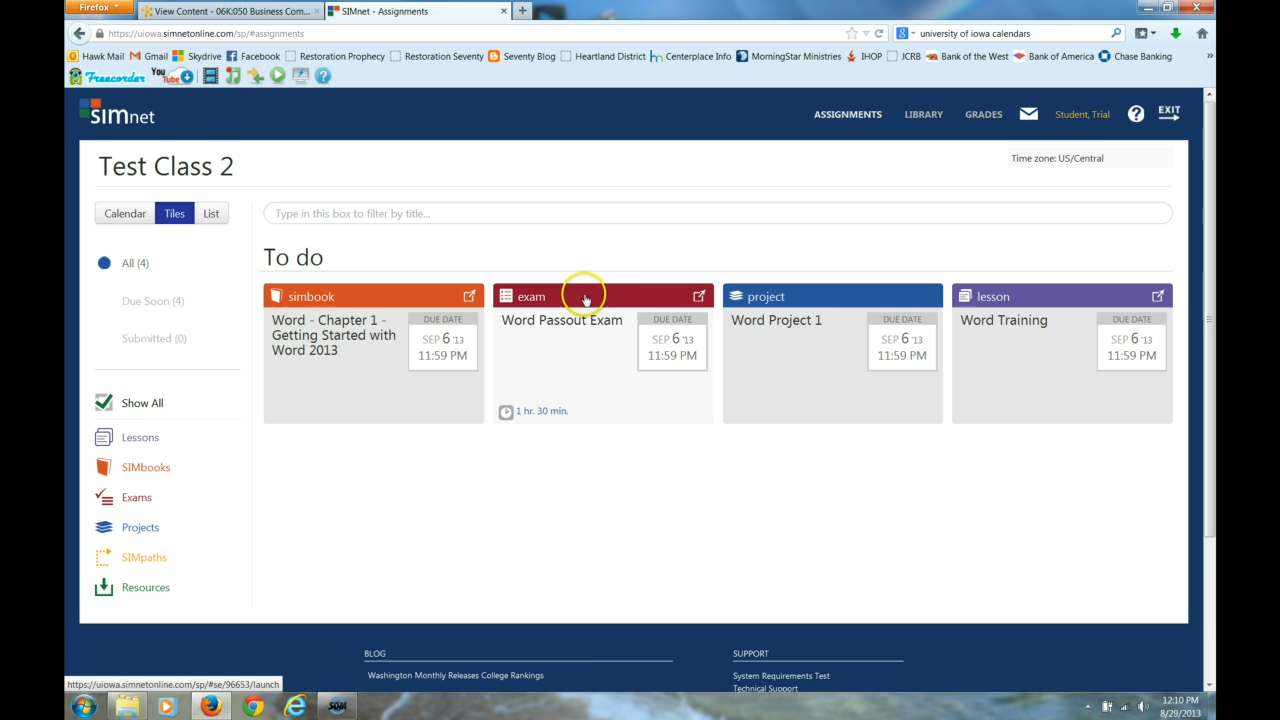 Firefox
View Content - 06K:050 Business Com...
SIMnet - Assignments
https://uiowa.simnetonline.com/sp/#assignments
university of iowa calendars
Hawk Mail
Gmail
Skydrive
Facebook
Restoration Prophecy
Restoration Seventy
Seventy Blog
Heartland District
Centerplace Info
MorningStar Ministries
IHOP
JCRB
Bank of the West
Bank of America
Chase Banking
Freecorder
You Tube
SIMnet
ASSIGNMENTS
LIBRARY
GRADES
Student, Trial
EXIT
Test Class 2
Time zone: US/Central
Calendar
Tiles
List
Type in this box to filter by title...
All (4)
Due Soon (4)
Submitted (0)
Show All
Lessons
SIMbooks
Exams
Projects
SIMpaths
Resources
To do
simbook
Word - Chapter 1 -
Getting Started with
Word 2013
DUE DATE
SEP 6 '13
11:59 PM
exam
Word Passout Exam
DUE DATE
SEP 6 '13
11:59 PM
1 hr. 30 min.
project
Word Project 1
DUE DATE
SEP 6 '13
11:59 PM
lesson
Word Training
DUE DATE
SEP 6 '13
11:59 PM
BLOG
Washington Monthly Releases College Rankings
SUPPORT
System Requirements Test
Technical Support
https://uiowa.simnetonline.com/sp/#se/96653/launch
SOM
12:10 PM
8/29/2013